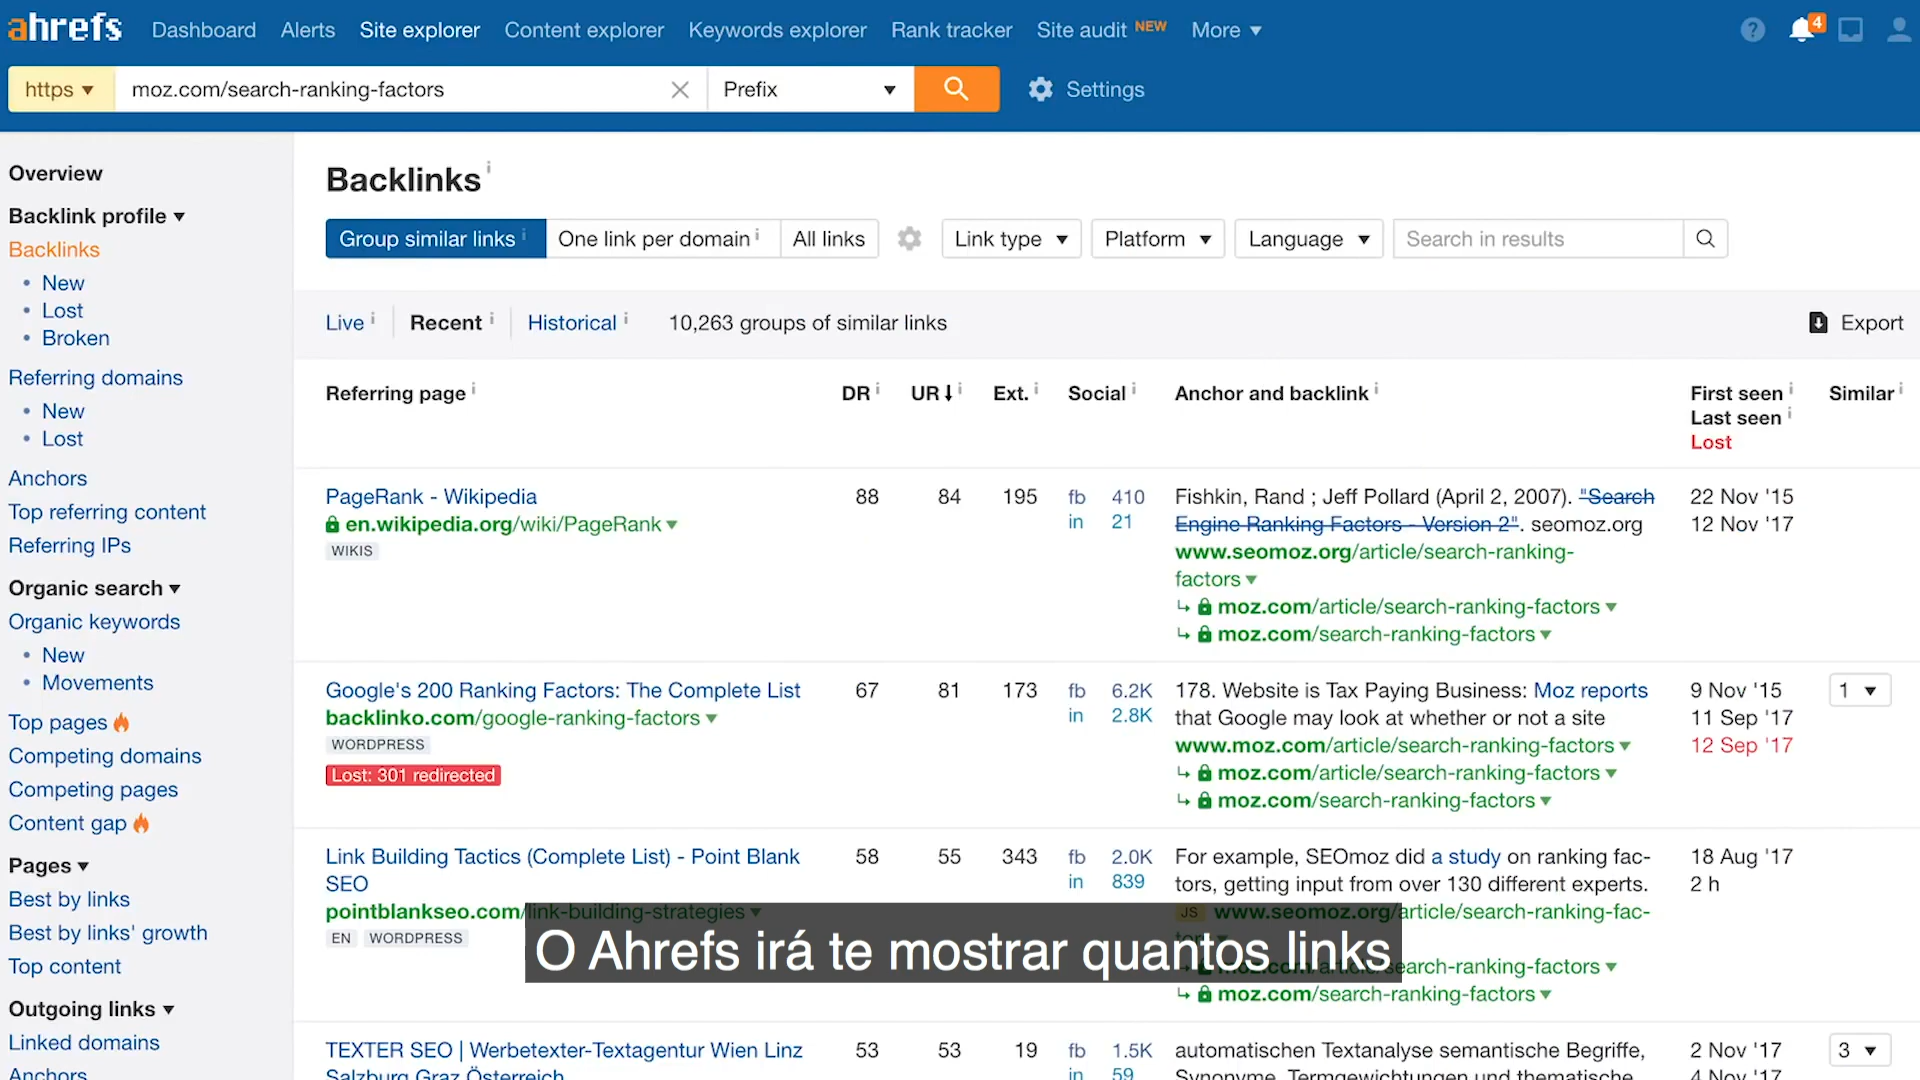 ahrefs Dashboard Alerts Site explorer Content explorer Keywords explorer Rank tracker Site audit NEW More 4
https moz.com/search-ranking-factors Prefix Settings
Overview
Backlink profile
Backlinks
New
Lost
Broken
Referring domains
New
Lost
Anchors
Top referring content
Referring IPs
Organic search
Organic keywords
New
Movements
Top pages
Competing domains
Competing pages
Content gap
Pages
Best by links
Best by links' growth
Top content
Outgoing links
Linked domains
Anchors
Backlinks
Group similar links One link per domain All links Link type Platform Language Search in results
Live Recent Historical 10,263 groups of similar links Export
Referring page DR UR Ext. Social Anchor and backlink First seen Similar
Last seen
Lost
PageRank - Wikipedia 88 84 195 fb 410 Fishkin, Rand ; Jeff Pollard (April 2, 2007). "Search 22 Nov '15
en.wikipedia.org/wiki/PageRank in 21 Engine Ranking Factors - Version 2". seomoz.org 12 Nov '17
WIKIS www.seomoz.org/article/search-ranking-
factors
moz.com/article/search-ranking-factors
moz.com/search-ranking-factors
Google's 200 Ranking Factors: The Complete List 67 81 173 fb 6.2K 178. Website is Tax Paying Business: Moz reports 9 Nov '15 1
backlinko.com/google-ranking-factors in 2.8K that Google may look at whether or not a site 11 Sep '17
WORDPRESS www.moz.com/article/search-ranking-factors 12 Sep '17
Lost: 301 redirected moz.com/article/search-ranking-factors
moz.com/search-ranking-factors
Link Building Tactics (Complete List) - Point Blank 58 55 343 fb 2.0K For example, SEOmoz did a study on ranking fac- 18 Aug '17
SEO in 839 tors, getting input from over 130 different experts. 2 h
pointblankseo.com/link-building-strategies JS www.seomoz.org/article/search-ranking-fac-
EN WORDPRESS
O Ahrefs irá te mostrar quantos links
earch-ranking-factors
moz.com/search-ranking-factors
TEXTER SEO | Werbetexter-Textagentur Wien Linz 53 53 19 fb 1.5K automatischen Textanalyse semantische Begriffe, 2 Nov '17 3
Salzburg Graz Österreich in 59 Synonyme, Termgewichtungen und thematische 4 Nov '17